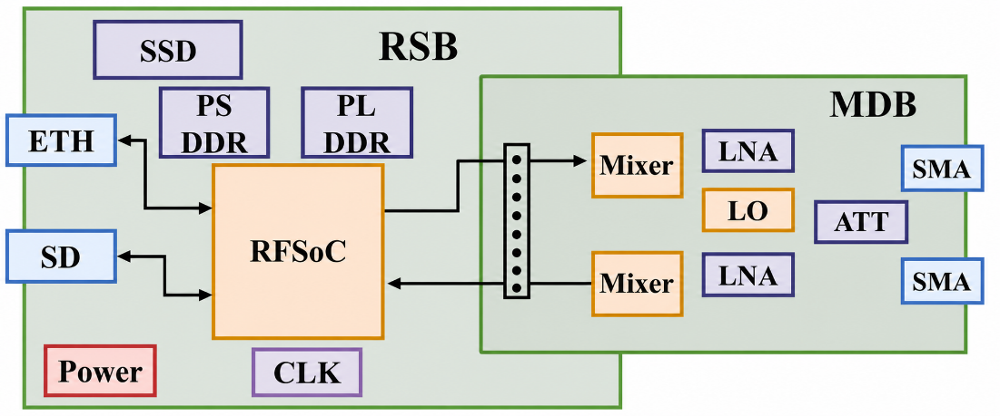 RSB
SSD
PS
DDR
PL
DDR
ETH
SD
RFSoC
Power
CLK
MDB
Mixer
LNA
SMA
LO
ATT
Mixer
LNA
SMA